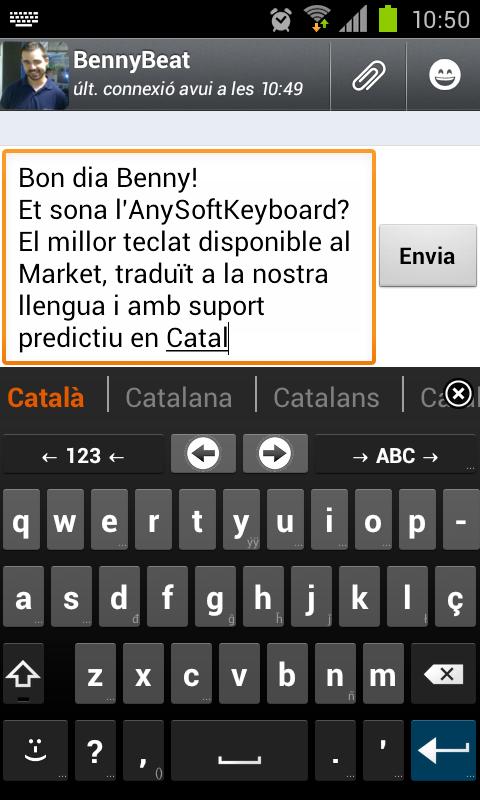 10:50
BennyBeat
últ. connexió avui a les 10:49
Bon dia Benny!
Et sona l'AnySoftKeyboard?
El millor teclat disponible al
Market, traduït a la nostra
llengua i amb suport
predictiu en Catal
Envia
Català Catalana Catalans
← 123 ← → ABC → ...
q w e r t y u i o p -
... ýÿ ... ... ...
a s d f g h j k l ç
... ... đ ĝ ĥ ĵ ł
z x c v b n m
... ... ñ
? , . '
... ... () ... ... ...